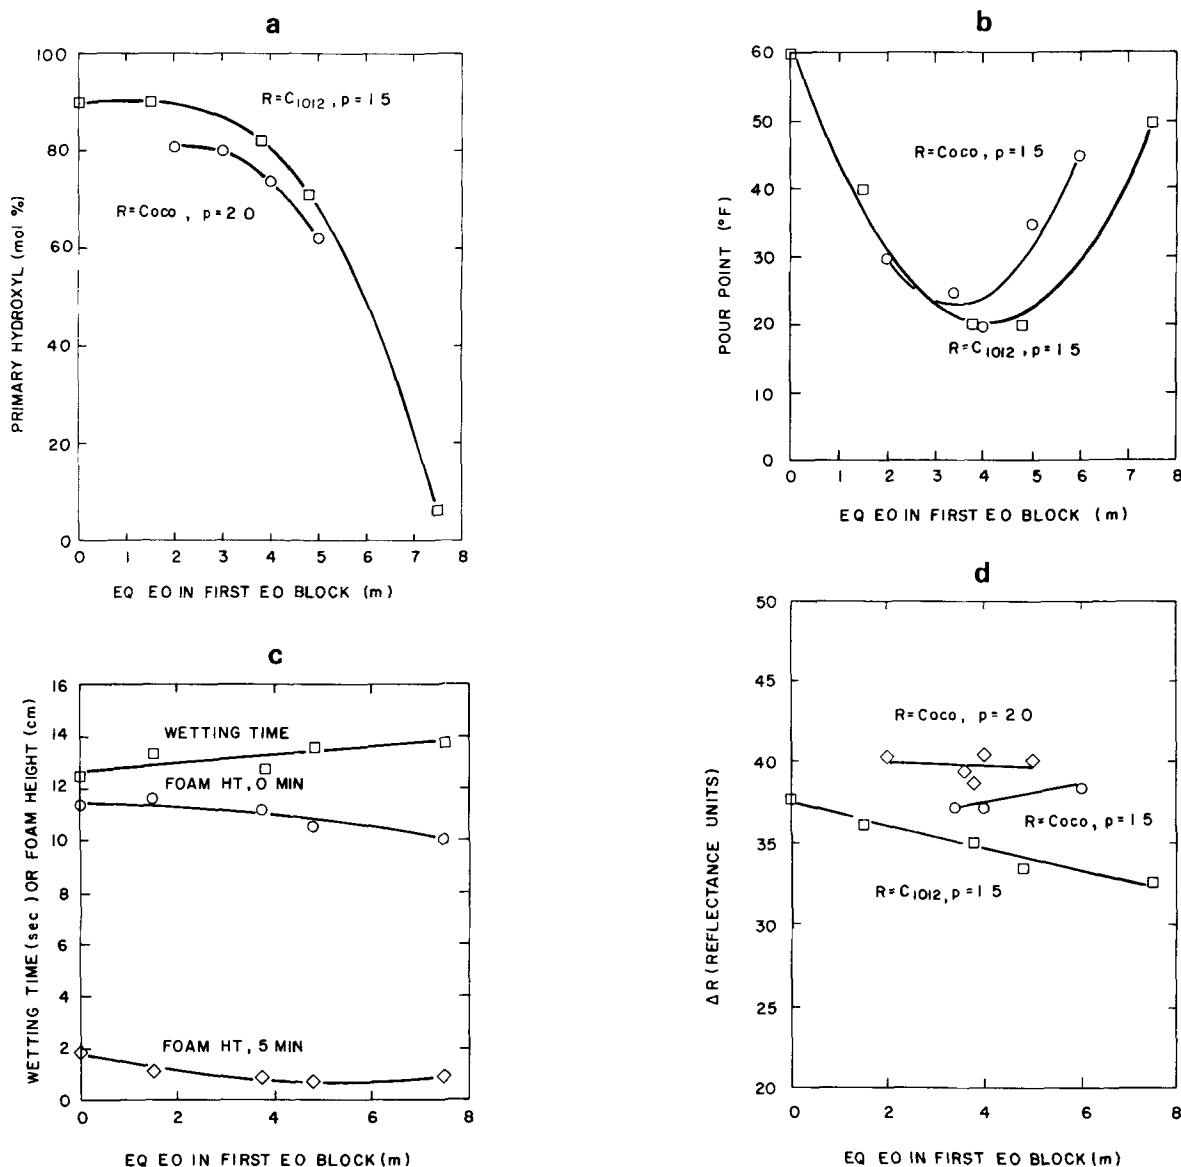 a
PRIMARY HYDROXYL (mol %)
100
80
60
40
20
0
R=C1012, p=1.5
R=Coco, p=2.0
0 1 2 3 4 5 6 7 8
EQ EO IN FIRST EO BLOCK (m)
b
POUR POINT (°F)
60
50
40
30
20
10
0
R=Coco, p=1.5
R=C1012, p=1.5
0 1 2 3 4 5 6 7 8
EQ EO IN FIRST EO BLOCK (m)
c
WETTING TIME (sec) OR FOAM HEIGHT (cm)
16
14
12
10
8
6
4
2
0
WETTING TIME
FOAM HT, 0 MIN
FOAM HT, 5 MIN
0 2 4 6 8
EQ EO IN FIRST EO BLOCK (m)
d
ΔR (REFLECTANCE UNITS)
50
45
40
35
30
25
20
R=Coco, p=2.0
R=Coco, p=1.5
R=C1012, p=1.5
0 2 4 6 8
EQ EO IN FIRST EO BLOCK (m)